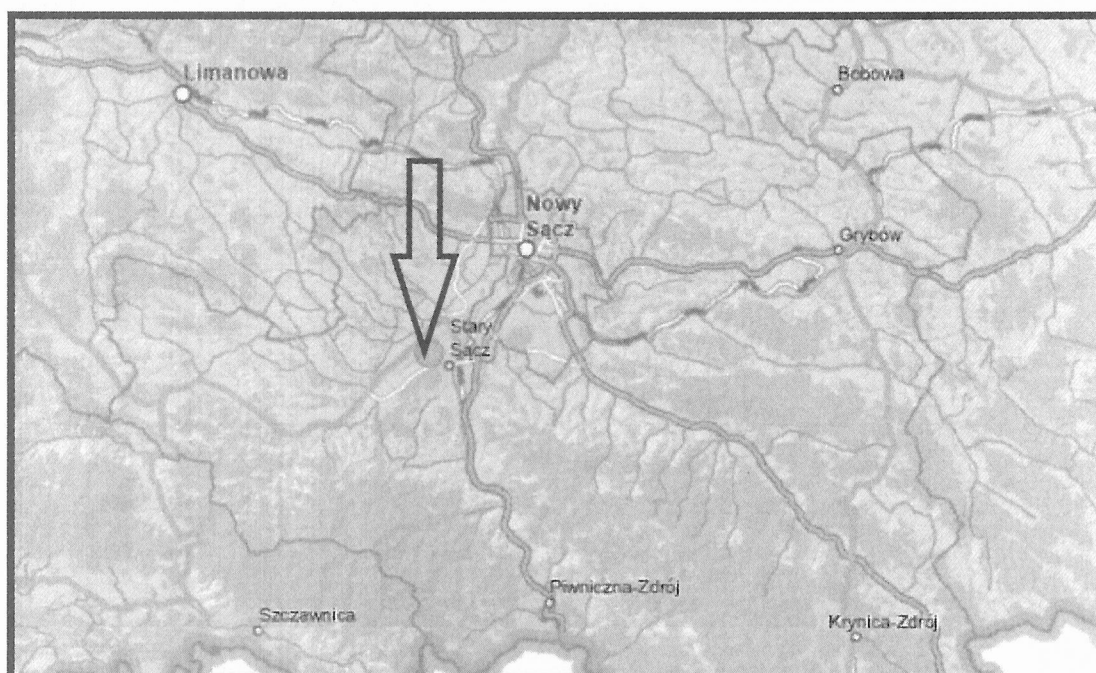 Limanowa
Bobowa
Nowy
Sącz
Grybów
Stary
Sącz
Piwniczna-Zdrój
Szczawnica
Krynica-Zdrój